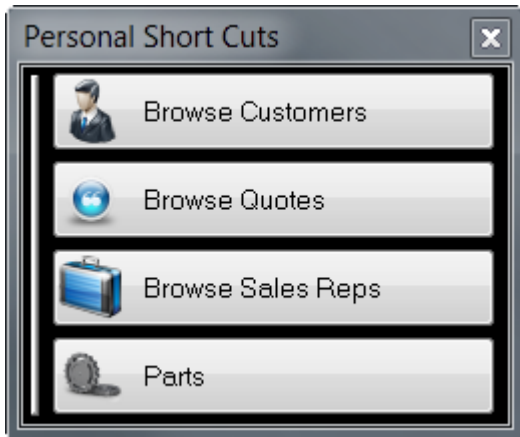 Personal Short Cuts
Browse Customers
Browse Quotes
Browse Sales Reps
Parts